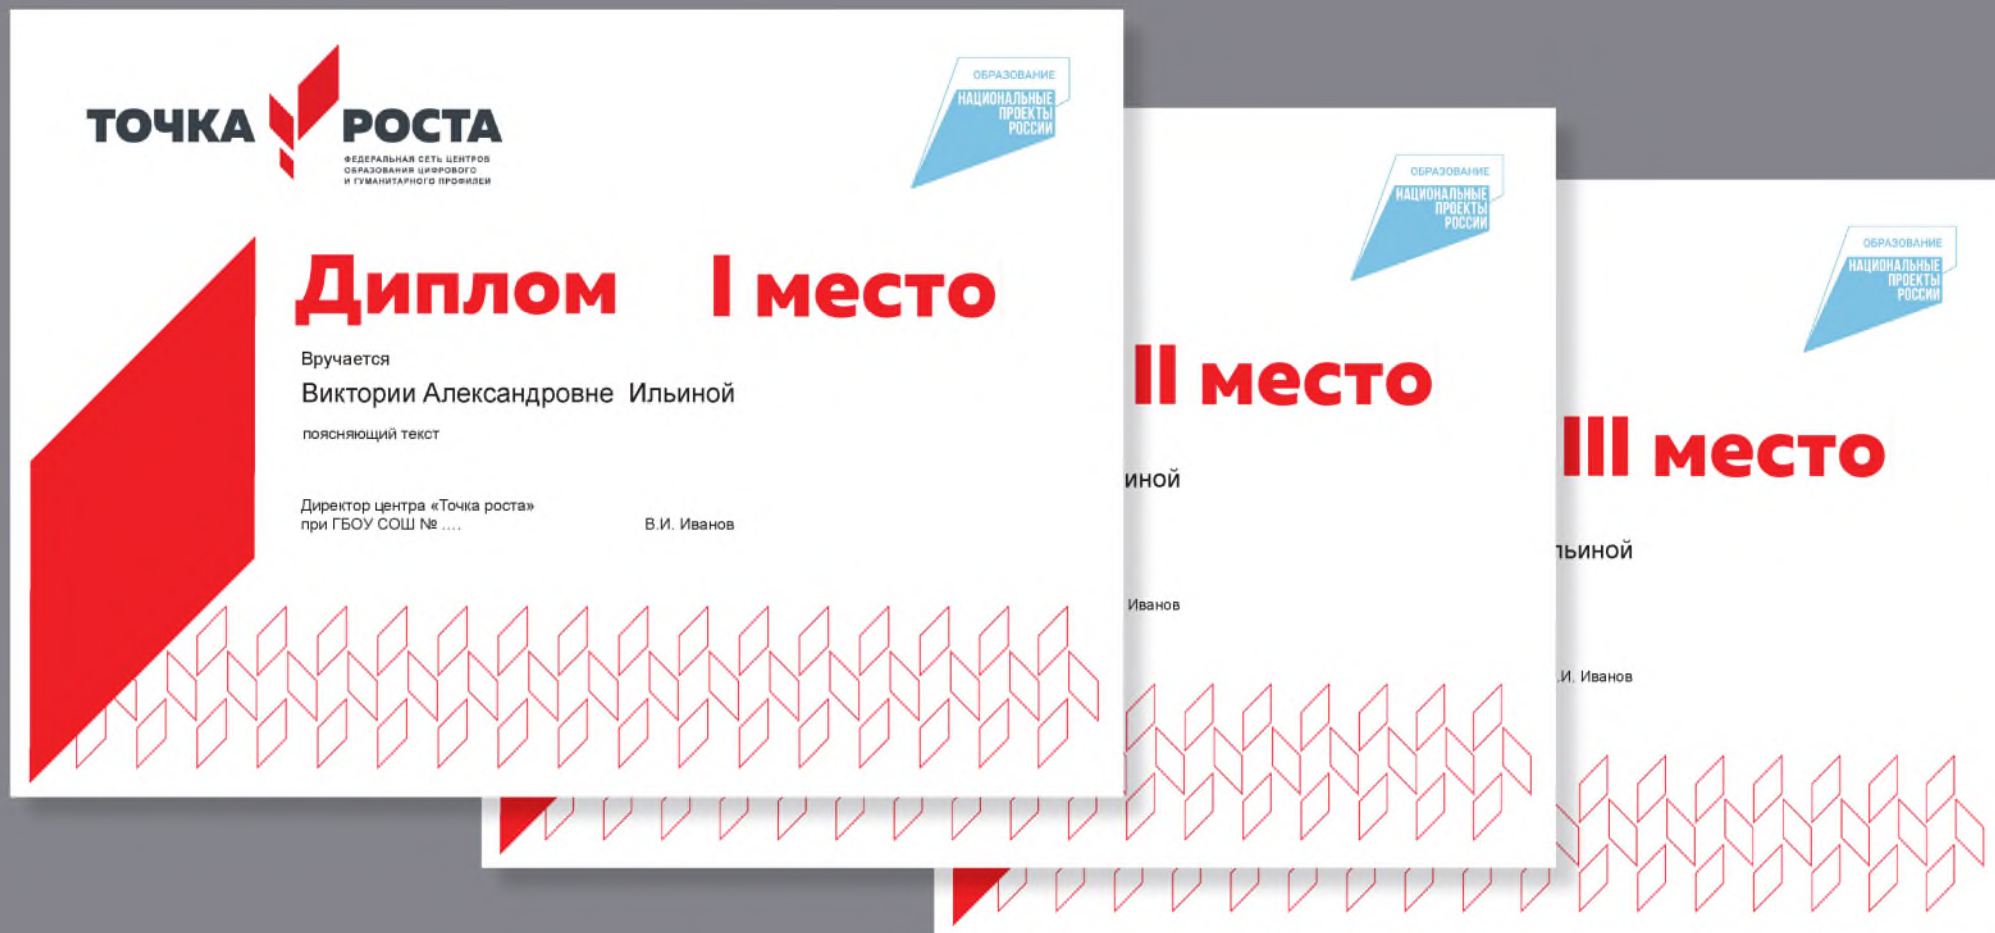 ТОЧКА РОСТА
ФЕДЕРАЛЬНАЯ СЕТЬ ЦЕНТРОВ
ОБРАЗОВАНИЯ ЦИФРОВОГО
И ГУМАНИТАРНОГО ПРОФИЛЕЙ
ОБРАЗОВАНИЕ
НАЦИОНАЛЬНЫЕ
ПРОЕКТЫ
РОССИИ
Диплом I место
Вручается
Виктории Александровне Ильиной
поясняющий текст
Директор центра «Точка роста»
при ГБОУ СОШ № .... В.И. Иванов
ОБРАЗОВАНИЕ
НАЦИОНАЛЬНЫЕ
ПРОЕКТЫ
РОССИИ
II место
иной
Иванов
ОБРАЗОВАНИЕ
НАЦИОНАЛЬНЫЕ
ПРОЕКТЫ
РОССИИ
III место
льиной
.И. Иванов